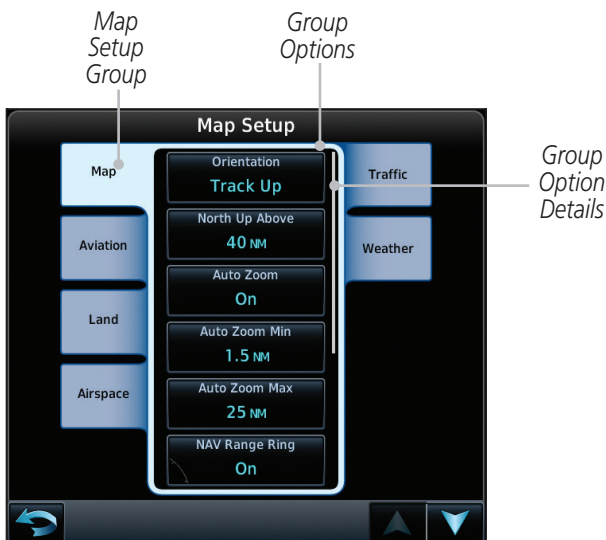 Map
Setup
Group
Group
Options
Map Setup
Map
Aviation
Land
Airspace
Orientation
Track Up
North Up Above
40 NM
Auto Zoom
On
Auto Zoom Min
1.5 NM
Auto Zoom Max
25 NM
NAV Range Ring
On
Traffic
Weather
Group
Option
Details